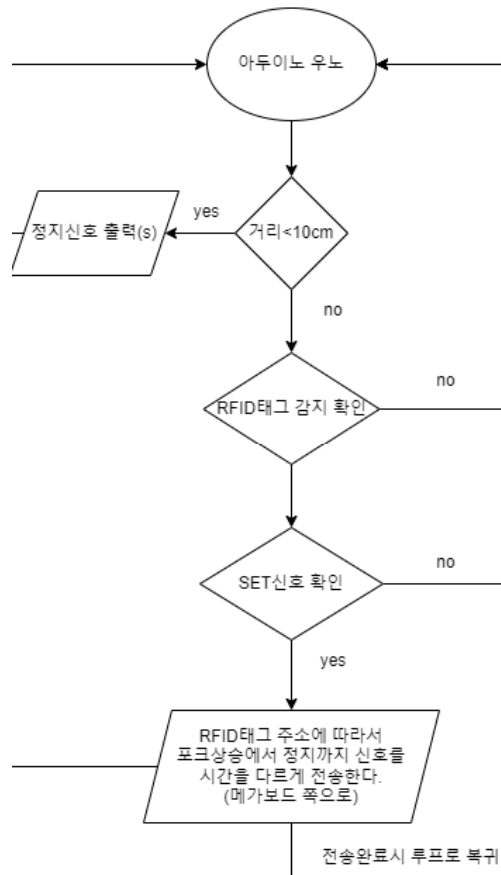 아두이노 우노
yes
정지신호 출력(s)
거리<10cm
no
RFID태그 감지 확인
no
SET신호 확인
no
yes
RFID태그 주소에 따라서
포크상승에서 정지까지 신호를
시간을 다르게 전송한다.
(메가보드 쪽으로)
전송완료시 루프로 복귀